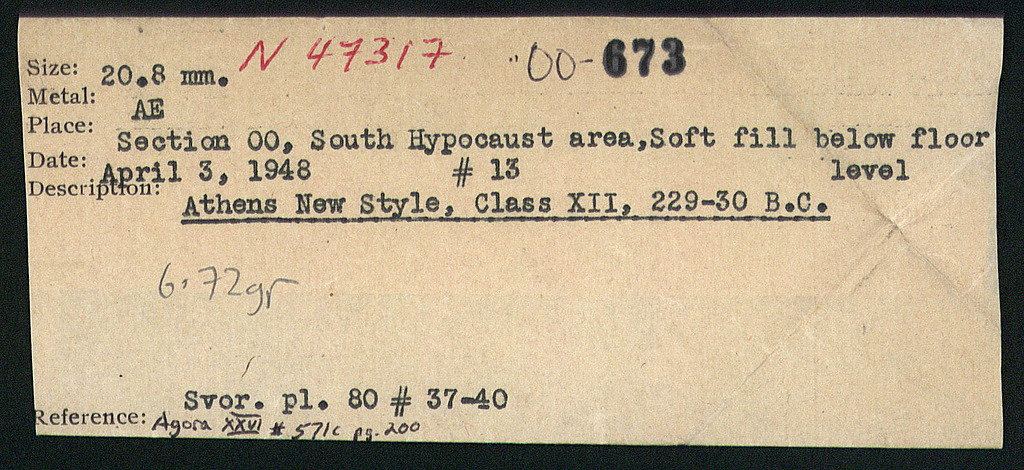 N 47317 OO-673
Size: 20.8 mm.
Metal: AE
Place: Section OO, South Hypocaust area,Soft fill below floor level
Date: April 3, 1948 # 13
Description: Athens New Style, Class XII, 229-30 B.C.
6.72gr
Svor. pl. 80 # 37-40
Reference: Agora XXVI # 571c pg. 200